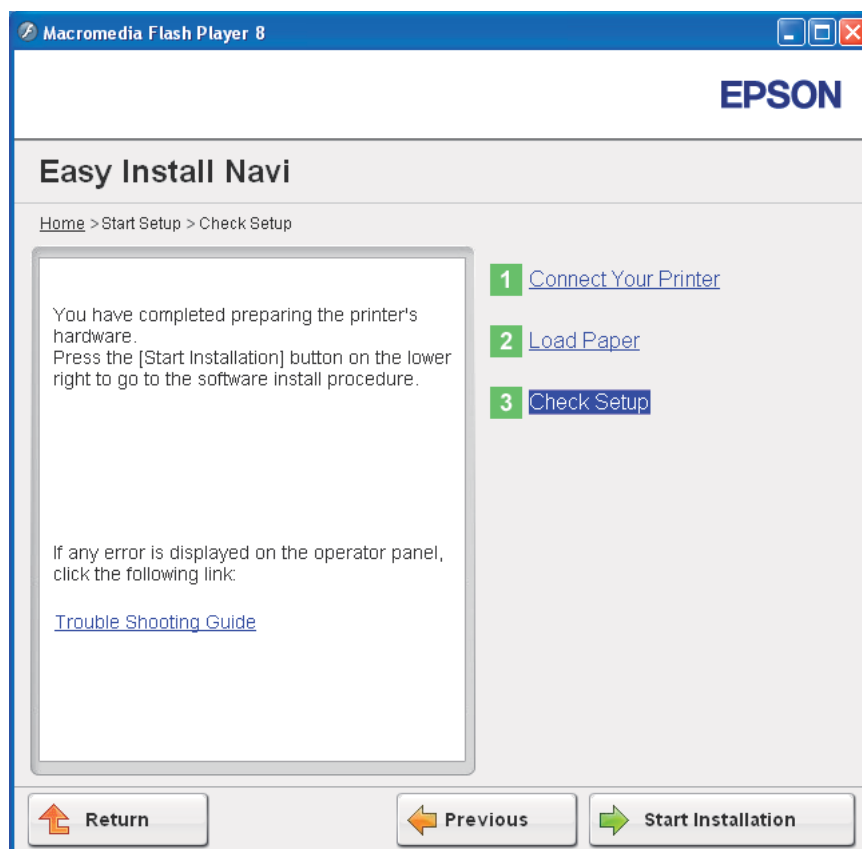 Macromedia Flash Player 8
EPSON
Easy Install Navi
Home > Start Setup > Check Setup
You have completed preparing the printer's
hardware.
Press the [Start Installation] button on the lower
right to go to the software install procedure.
If any error is displayed on the operator panel,
click the following link:
Trouble Shooting Guide
1 Connect Your Printer
2 Load Paper
3 Check Setup
Return
Previous
Start Installation